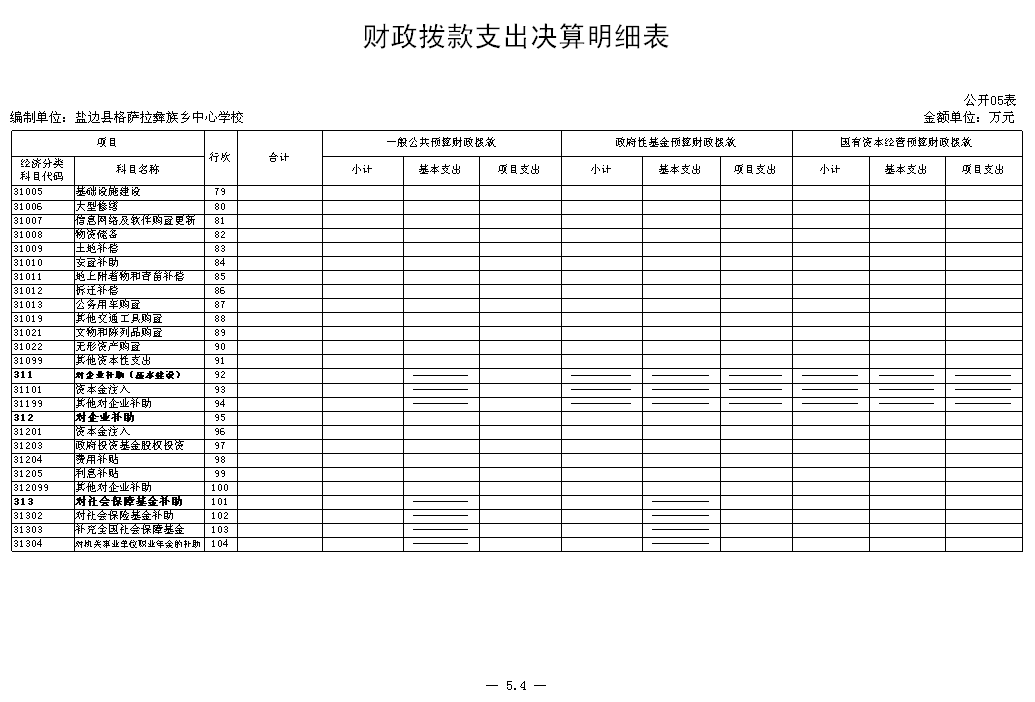 财政拨款支出决算明细表
公开05表
编制单位：盐边县格萨拉彝族乡中心学校 金额单位：万元
项目 行次 合计 一般公共预算财政拨款 政府性基金预算财政拨款 国有资本经营预算财政拨款
经济分类科目代码 科目名称 小计 基本支出 项目支出 小计 基本支出 项目支出 小计 基本支出 项目支出
31005 基础设施建设 79
31006 大型修缮 80
31007 信息网络及软件购置更新 81
31008 物资储备 82
31009 土地补偿 83
31010 安置补助 84
31011 地上附着物和青苗补偿 85
31012 拆迁补偿 86
31013 公务用车购置 87
31019 其他交通工具购置 88
31021 文物和陈列品购置 89
31022 无形资产购置 90
31099 其他资本性支出 91
311 对企业补助（基本建设） 92
31101 资本金注入 93
31199 其他对企业补助 94
312 对企业补助 95
31201 资本金注入 96
31203 政府投资基金股权投资 97
31204 费用补贴 98
31205 利息补贴 99
312099 其他对企业补助 100
313 对社会保障基金补助 101
31302 对社会保险基金补助 102
31303 补充全国社会保障基金 103
31304 对机关事业单位职业年金的补助 104
— 5.4 —